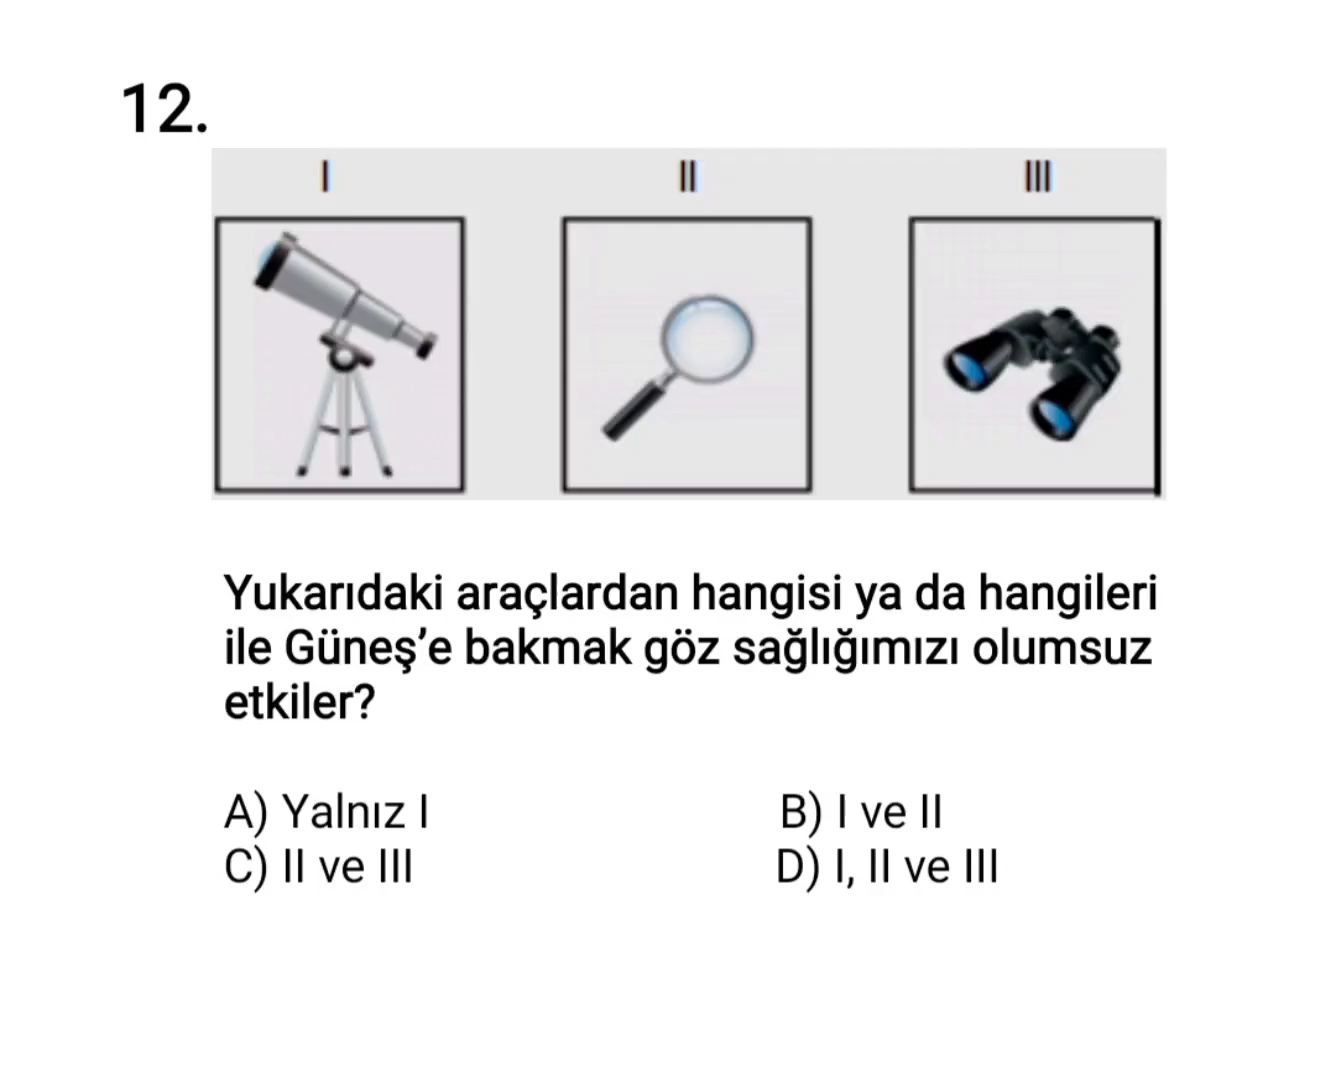 12.
I II III
Yukarıdaki araçlardan hangisi ya da hangileri
ile Güneş’e bakmak göz sağlığımızı olumsuz
etkiler?
A) Yalnız I B) I ve II
C) II ve III D) I, II ve III